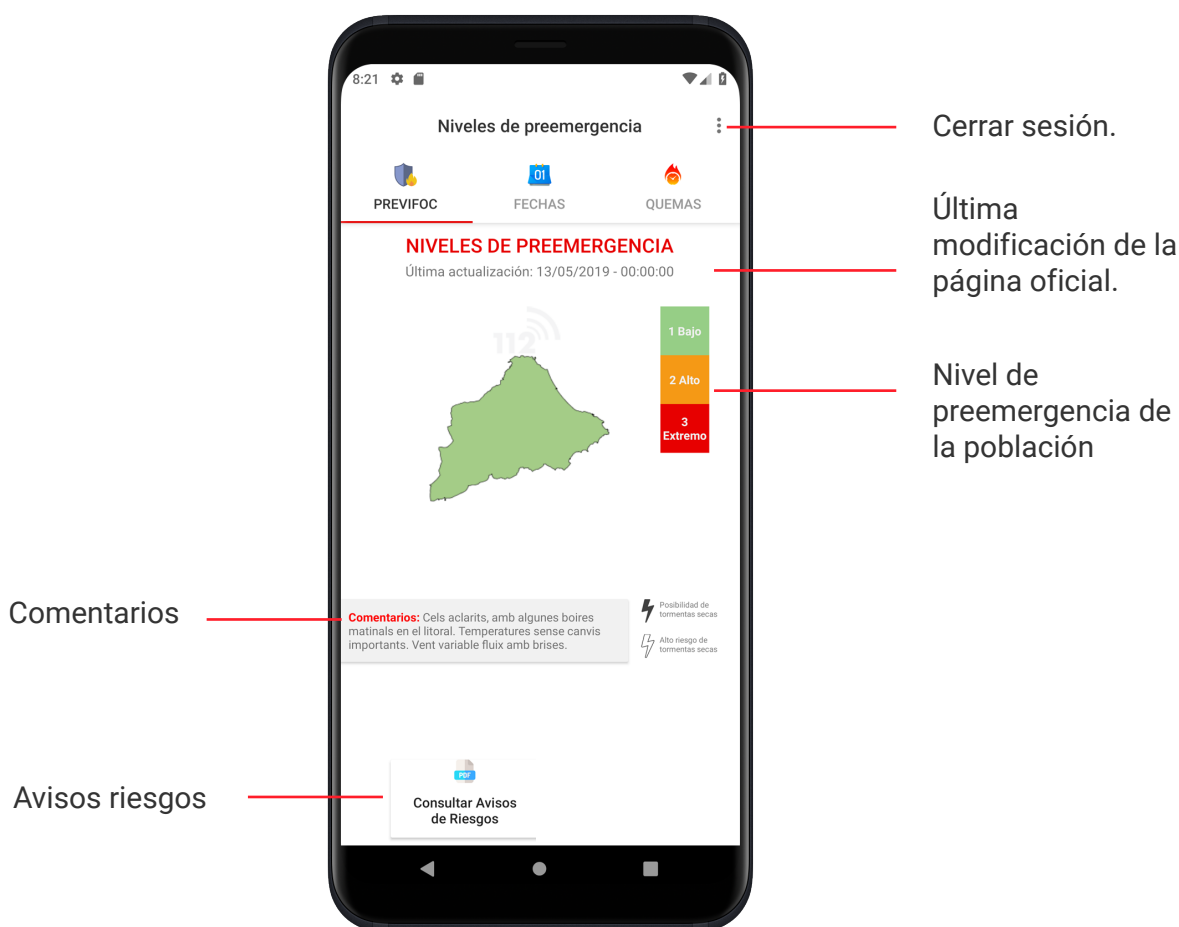 8:21
Niveles de preemergencia
Cerrar sesión.
01
PREVIFOC
FECHAS
QUEMAS
NIVELES DE PREEMERGENCIA
Última actualización: 13/05/2019 - 00:00:00
Última
modificación de la
página oficial.
112
1 Bajo
2 Alto
3
Extremo
Nivel de
preemergencia de
la población
Comentarios
Comentarios: Cels aclarits, amb algunes boires
matinals en el litoral. Temperatures sense canvis
importants. Vent variable fluix amb brises.
Posibilidad de
tormentas secas
Alto riesgo de
tormentas secas
Avisos riesgos
PDF
Consultar Avisos
de Riesgos